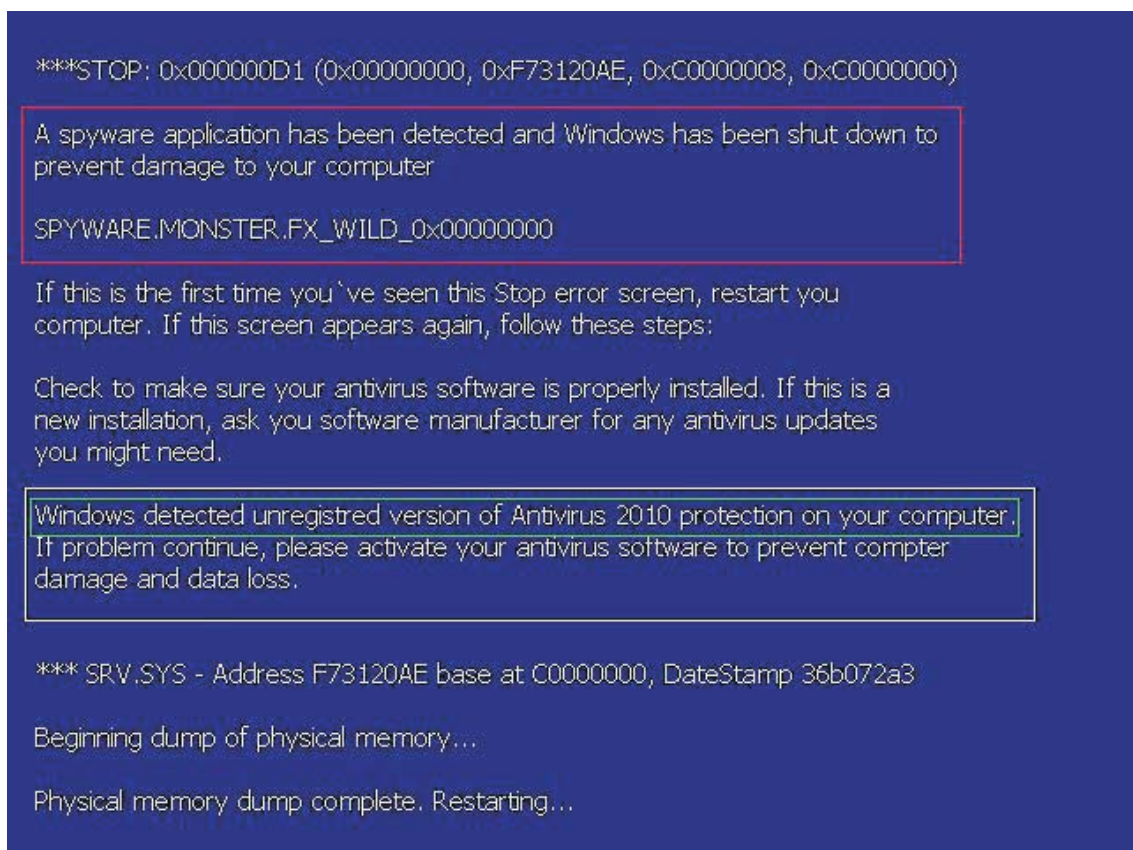 ***STOP: 0x000000D1 (0x00000000, 0xF73120AE, 0xC0000008, 0xC0000000)
A spyware application has been detected and Windows has been shut down to
prevent damage to your computer
SPYWARE.MONSTER.FX_WILD_0x00000000
If this is the first time you`ve seen this Stop error screen, restart you
computer. If this screen appears again, follow these steps:
Check to make sure your antivirus software is properly installed. If this is a
new installation, ask you software manufacturer for any antivirus updates
you might need.
Windows detected unregistred version of Antivirus 2010 protection on your computer.
If problem continue, please activate your antivirus software to prevent compter
damage and data loss.
*** SRV.SYS - Address F73120AE base at C0000000, DateStamp 36b072a3
Beginning dump of physical memory...
Physical memory dump complete. Restarting...